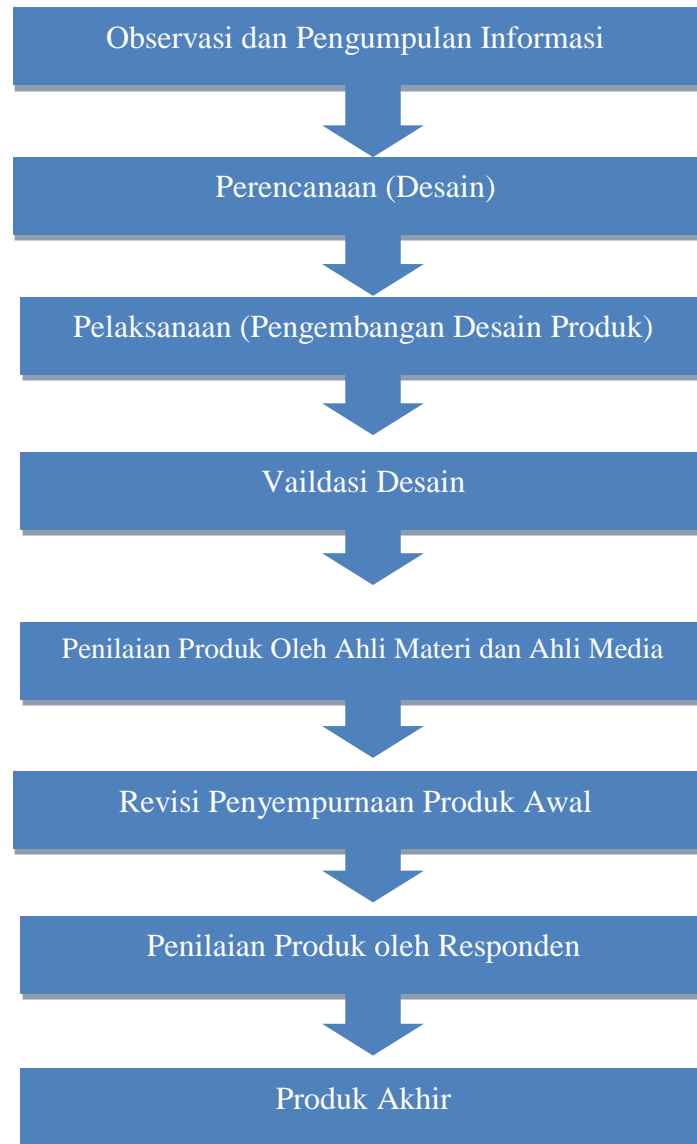 Observasi dan Pengumpulan Informasi
Perencanaan (Desain)
Pelaksanaan (Pengembangan Desain Produk)
Vaildasi Desain
Penilaian Produk Oleh Ahli Materi dan Ahli Media
Revisi Penyempurnaan Produk Awal
Penilaian Produk oleh Responden
Produk Akhir